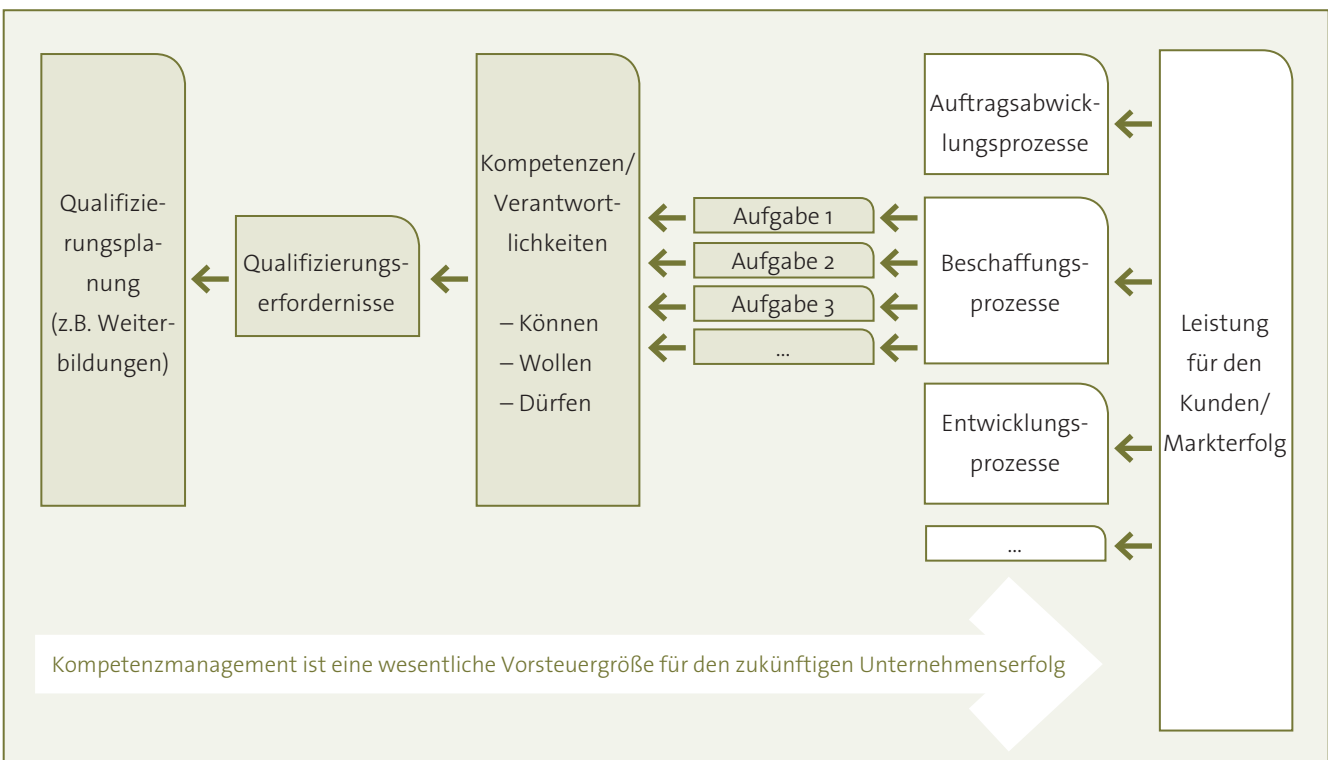 Qualifizie-
rungspla-
nung
(z.B. Weiter-
bildungen)
Qualifizierungs-
erfordernisse
Kompetenzen/
Verantwort-
lichkeiten
– Können
– Wollen
– Dürfen
Aufgabe 1
Aufgabe 2
Aufgabe 3
...
Auftragsabwick-
lungsprozesse
Beschaffungs-
prozesse
Entwicklungs-
prozesse
...
Leistung
für den
Kunden/
Markterfolg
Kompetenzmanagement ist eine wesentliche Vorsteuergröße für den zukünftigen Unternehmenserfolg